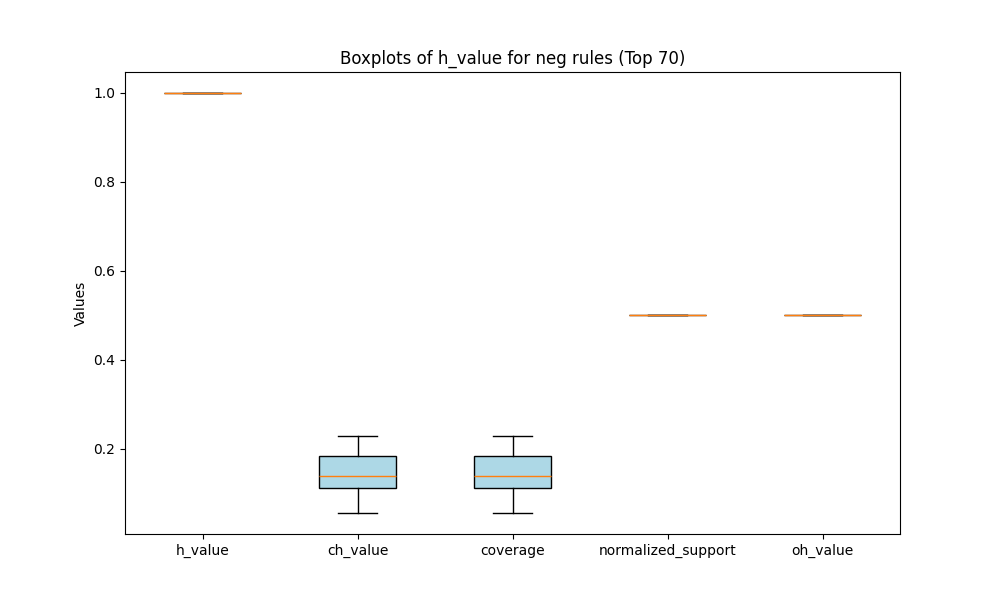 Boxplots of h_value for neg rules (Top 70)
1.0
0.8
0.6
0.4
0.2
Values
h_value
ch_value
coverage
normalized_support
oh_value